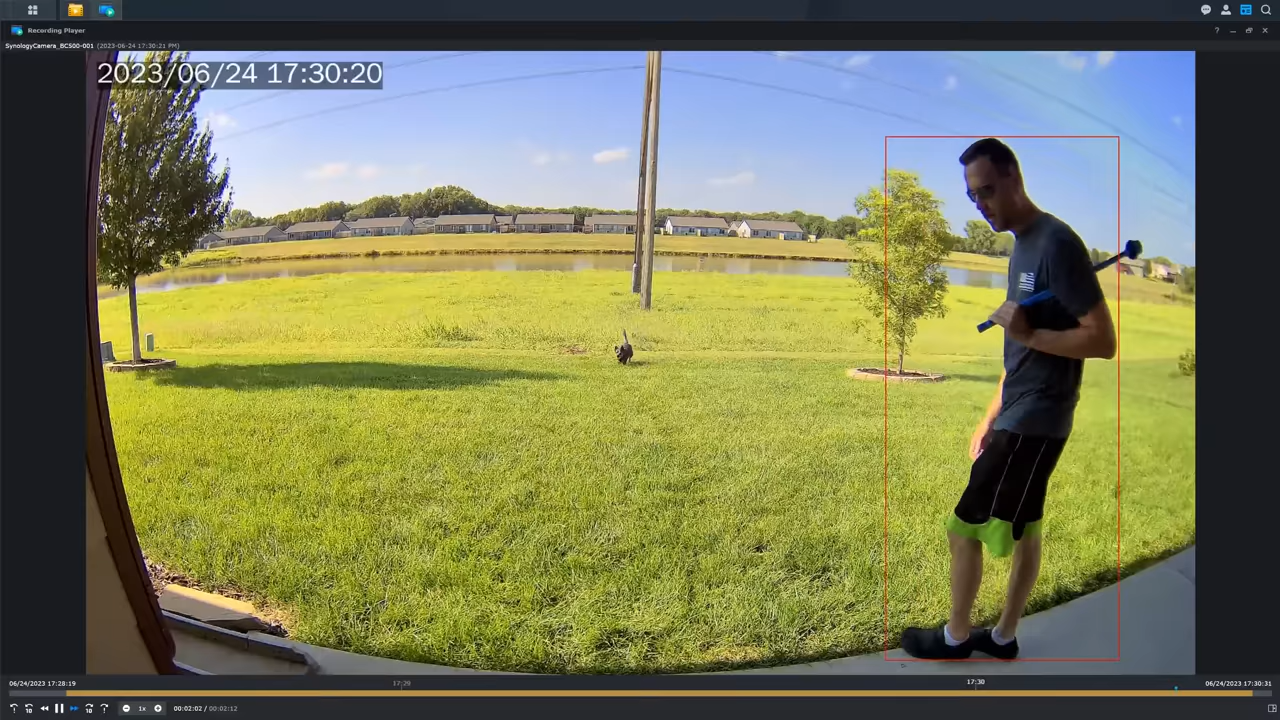 Recording Player
SynologyCamera_BC500-001 (2023-06-24 17:30:21 PM)
2023/06/24 17:30:20
06/24/2023 17:28:19
17:29
17:30
06/24/2023 17:30:31
10
1x
10
00:02:02 / 00:02:12